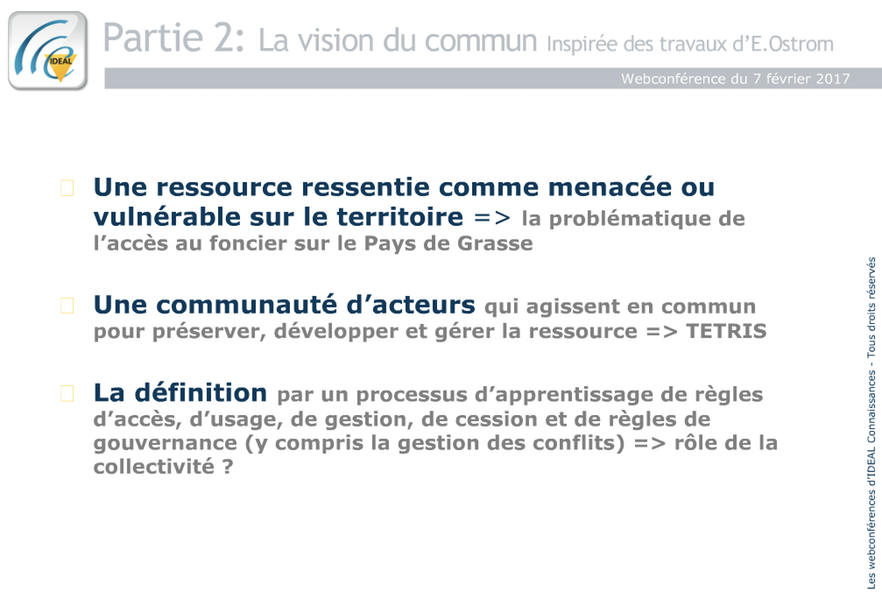 IDEAL
Partie 2: La vision du commun Inspirée des travaux d’E.Ostrom
Webconférence du 7 février 2017
Une ressource ressentie comme menacée ou
vulnérable sur le territoire => la problématique de
l’accès au foncier sur le Pays de Grasse
Une communauté d’acteurs qui agissent en commun
pour préserver, développer et gérer la ressource => TETRIS
La définition par un processus d’apprentissage de règles
d’accès, d’usage, de gestion, de cession et de règles de
gouvernance (y compris la gestion des conflits) => rôle de la
collectivité ?
Les webconférences d’IDEAL Connaissances - Tous droits réservés